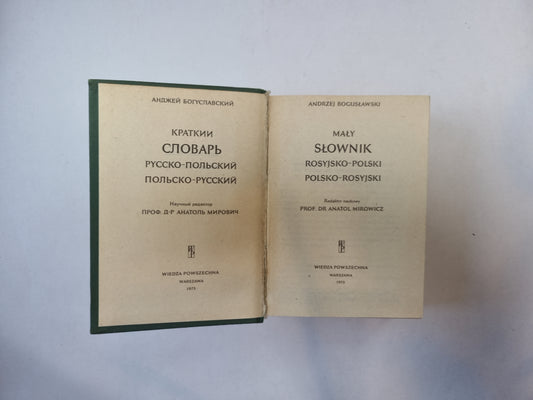 АНДЖЕЙ БОГУСЛАВСКИЙ
КРАТКИИ
СЛОВАРЬ
РУССКО-ПОЛЬСКИЙ
ПОЛЬСКО-РУССКИЙ
Научный редактор
ПРОФ. Д-Р АНАТОЛЬ МИРОВИЧ
WIEDZA POWSZECHNA
WARSZAWA
1973
ANDRZEJ BOGUSŁAWSKI
MAŁY
SŁOWNIK
ROSYJSKO-POLSKI
POLSKO-ROSYJSKI
Redaktor naukowy
PROF. DR ANATOL MIROWICZ
WIEDZA POWSZECHNA
WARSZAWA
1973